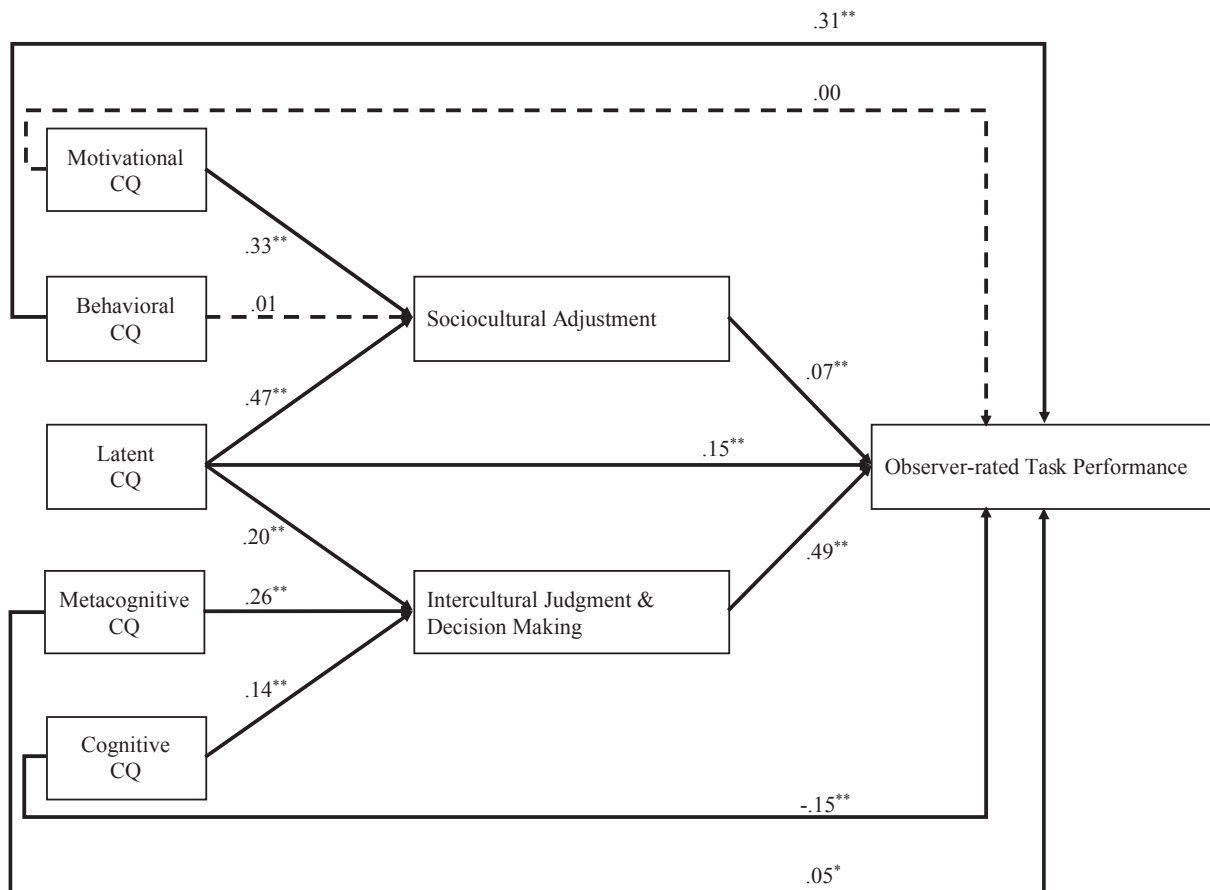 .31**
.00
Motivational
CQ
.33**
Behavioral
CQ
.01
Sociocultural Adjustment
.07**
.47**
Latent
CQ
.15**
Observer-rated Task Performance
.20**
.49**
Metacognitive
CQ
.26**
Intercultural Judgment &
Decision Making
.14**
Cognitive
CQ
-.15**
.05*